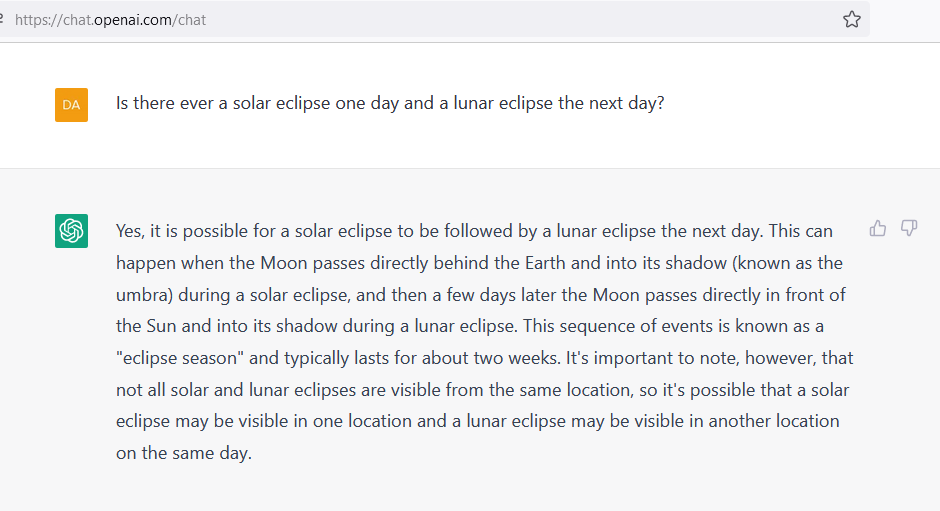 https://chat.openai.com/chat
DA
Is there ever a solar eclipse one day and a lunar eclipse the next day?
Yes, it is possible for a solar eclipse to be followed by a lunar eclipse the next day. This can
happen when the Moon passes directly behind the Earth and into its shadow (known as the
umbra) during a solar eclipse, and then a few days later the Moon passes directly in front of
the Sun and into its shadow during a lunar eclipse. This sequence of events is known as a
"eclipse season" and typically lasts for about two weeks. It's important to note, however, that
not all solar and lunar eclipses are visible from the same location, so it's possible that a solar
eclipse may be visible in one location and a lunar eclipse may be visible in another location
on the same day.